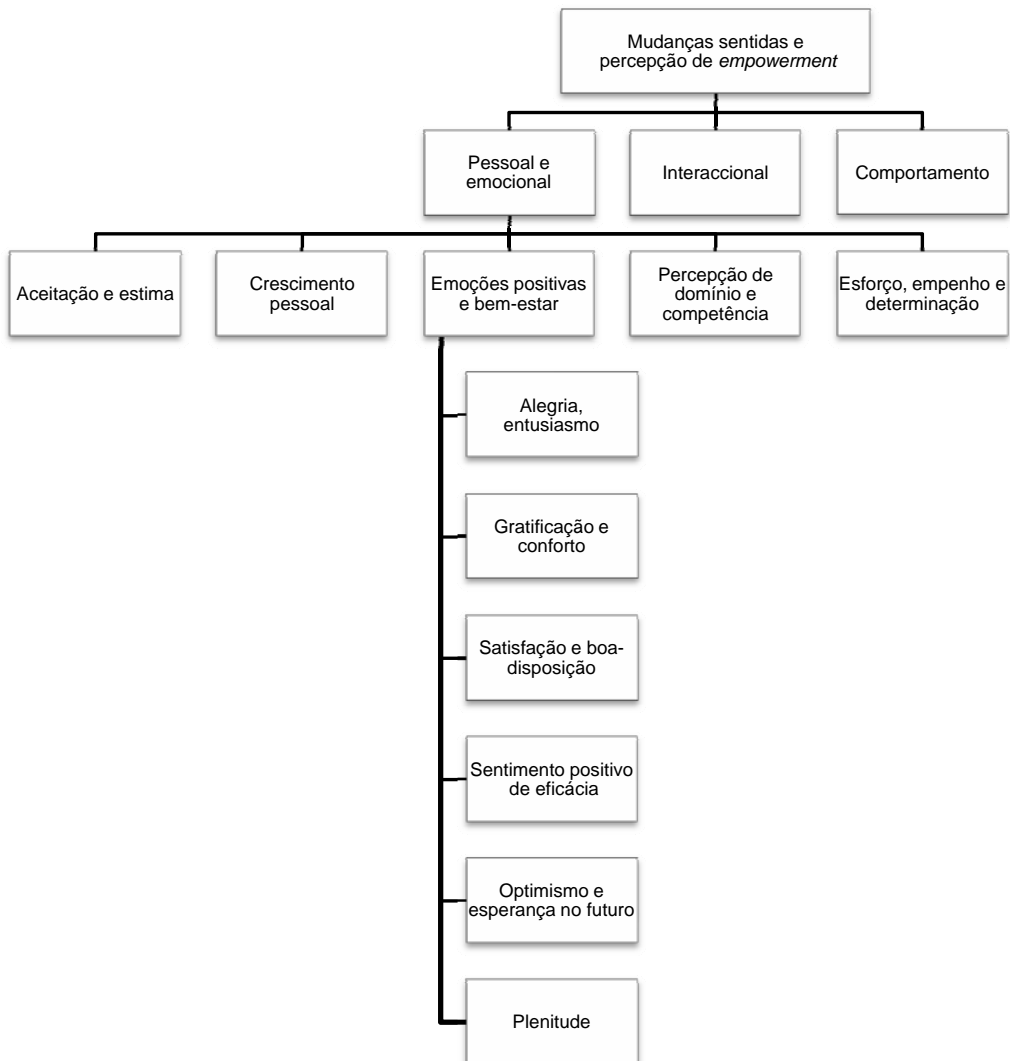 Mudanças sentidas e
percepção de empowerment
Pessoal e
emocional
Interaccional
Comportamento
Aceitação e estima
Crescimento
pessoal
Emoções positivas
e bem-estar
Percepção de
domínio e
competência
Esforço, empenho e
determinação
Alegria,
entusiasmo
Gratificação e
conforto
Satisfação e boa-
disposição
Sentimento positivo
de eficácia
Optimismo e
esperança no futuro
Plenitude